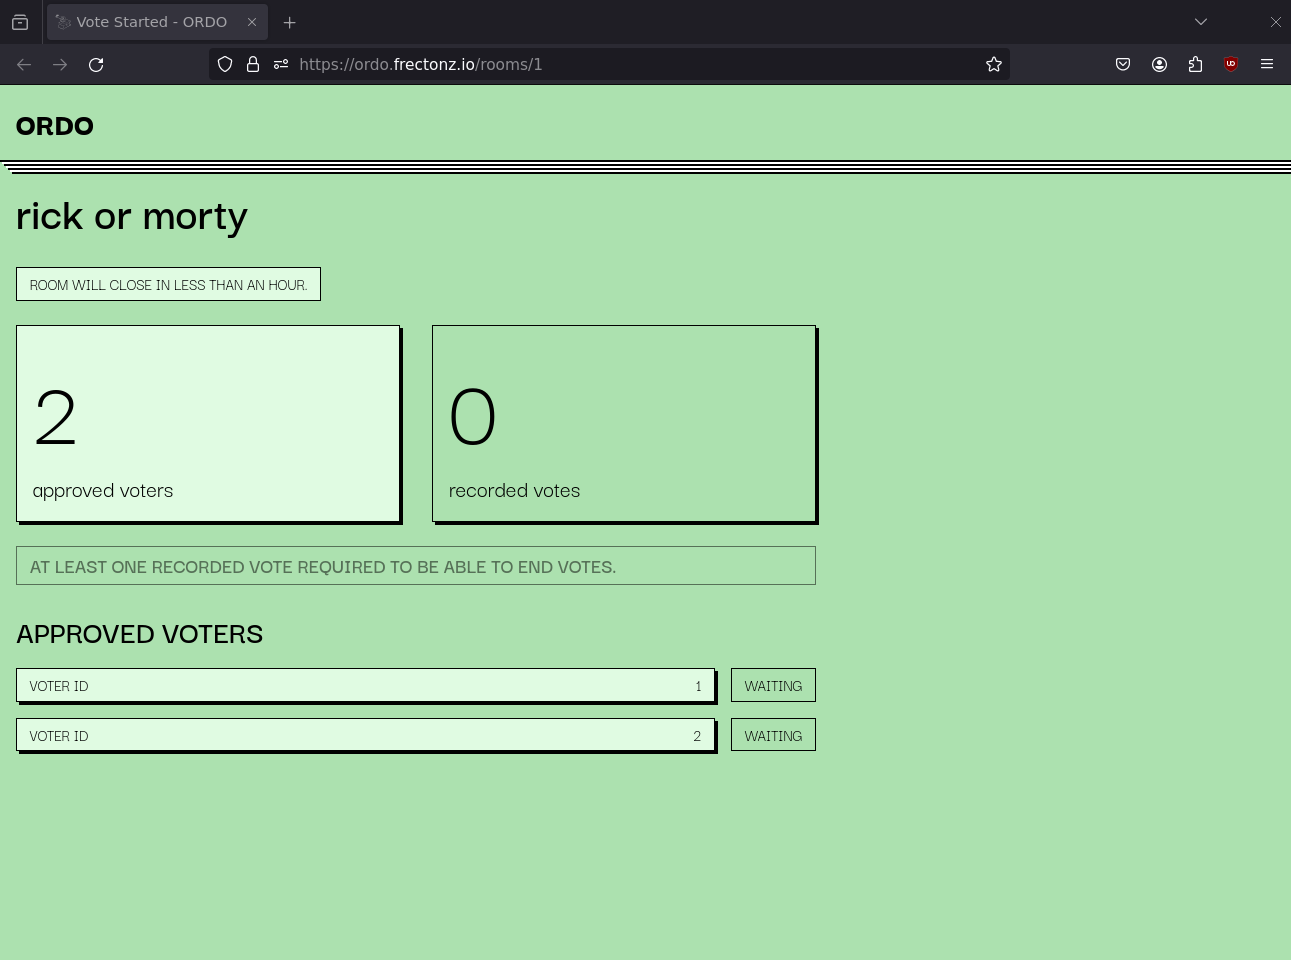 Vote Started - ORDO
https://ordo.frectonz.io/rooms/1
ORDO
rick or morty
ROOM WILL CLOSE IN LESS THAN AN HOUR.
2
approved voters
0
recorded votes
AT LEAST ONE RECORDED VOTE REQUIRED TO BE ABLE TO END VOTES.
APPROVED VOTERS
VOTER ID 1 WAITING
VOTER ID 2 WAITING